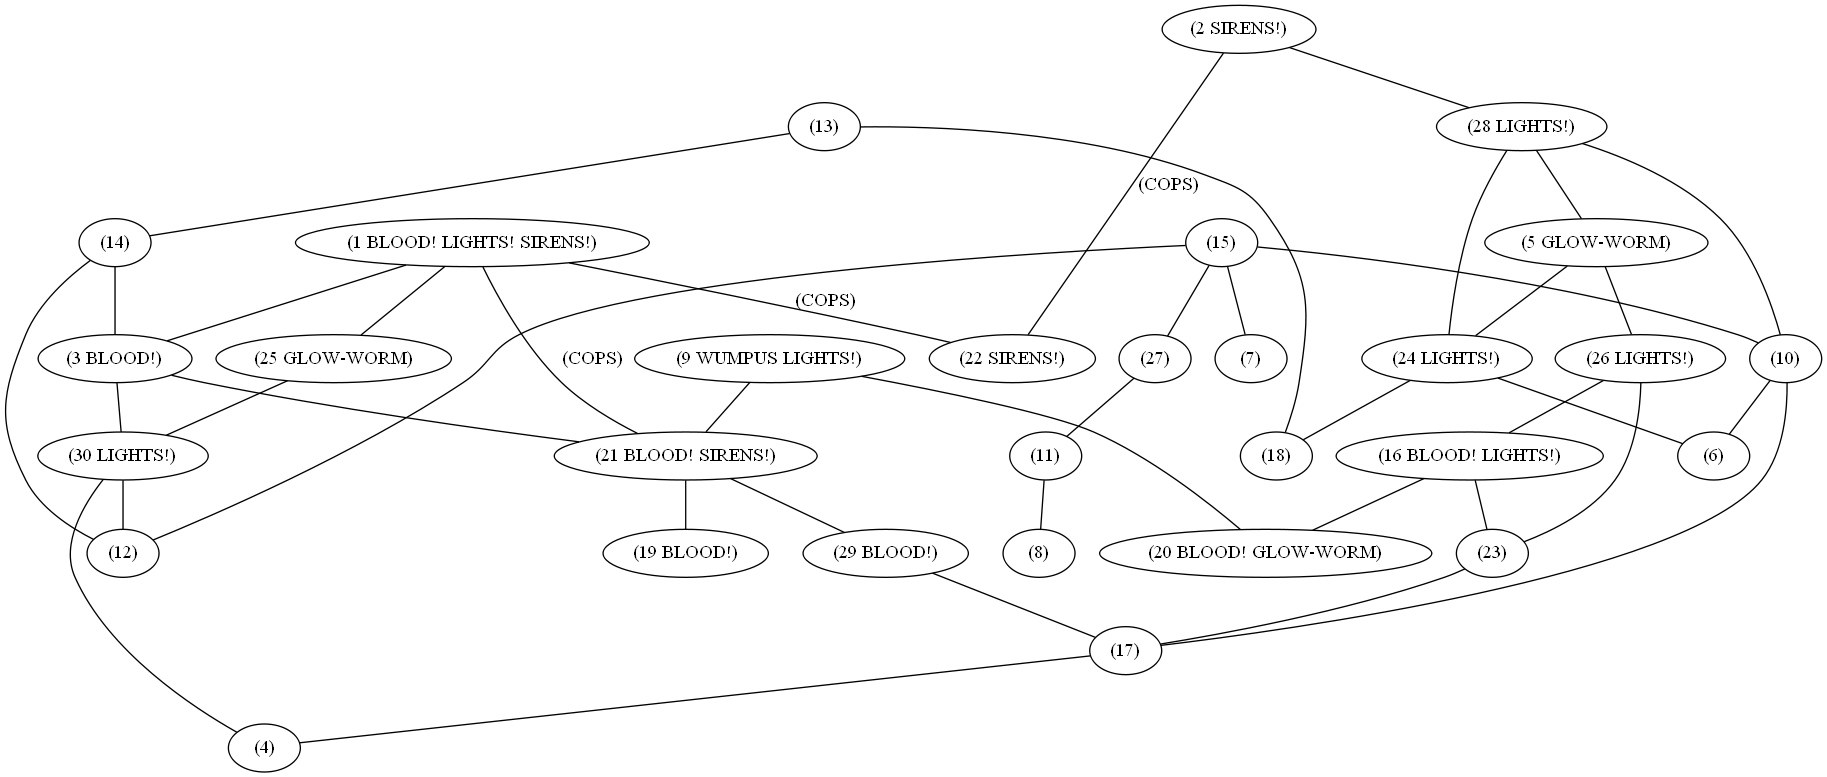 (2 SIRENS!)
(13)
(28 LIGHTS!)
(COPS)
(14)
(1 BLOOD! LIGHTS! SIRENS!)
(15)
(5 GLOW-WORM)
(COPS)
(3 BLOOD!)
(25 GLOW-WORM)
(COPS)
(9 WUMPUS LIGHTS!)
(22 SIRENS!)
(27)
(7)
(24 LIGHTS!)
(26 LIGHTS!)
(10)
(30 LIGHTS!)
(21 BLOOD! SIRENS!)
(11)
(18)
(16 BLOOD! LIGHTS!)
(6)
(12)
(19 BLOOD!)
(29 BLOOD!)
(8)
(20 BLOOD! GLOW-WORM)
(23)
(17)
(4)